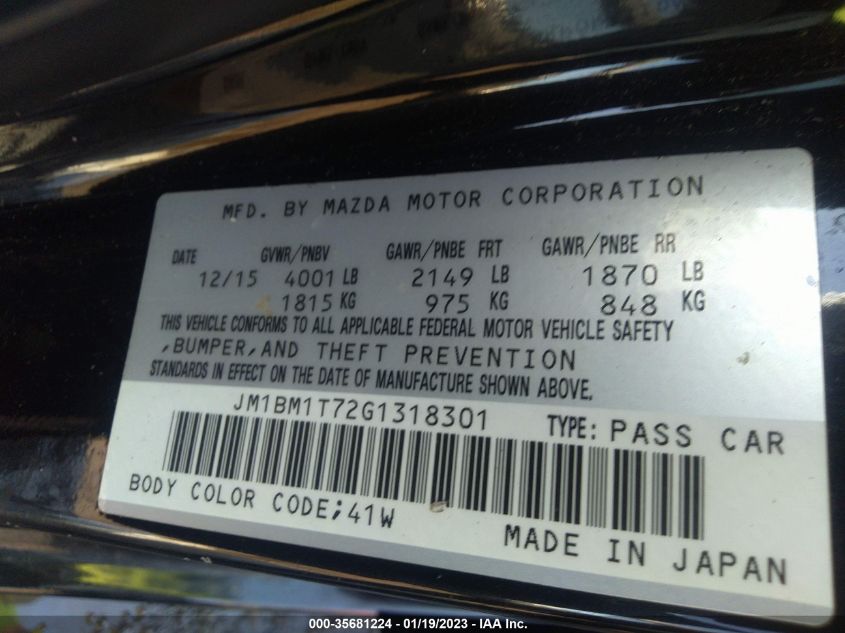 MFD. BY MAZDA MOTOR CORPORATION
DATE GVWR/PNBV GAWR/PNBE FRT GAWR/PNBE RR
12/15 4001 LB 2149 LB 1870 LB
1815 KG 975 KG 848 KG
THIS VEHICLE CONFORMS TO ALL APPLICABLE FEDERAL MOTOR VEHICLE SAFETY
,BUMPER,AND THEFT PREVENTION
STANDARDS IN EFFECT ON THE DATE OF MANUFACTURE SHOWN ABOVE.
JM1BM1T72G1318301 TYPE: PASS CAR
BODY COLOR CODE;41W
MADE IN JAPAN
000-35681224 - 01/19/2023 - IAA Inc.